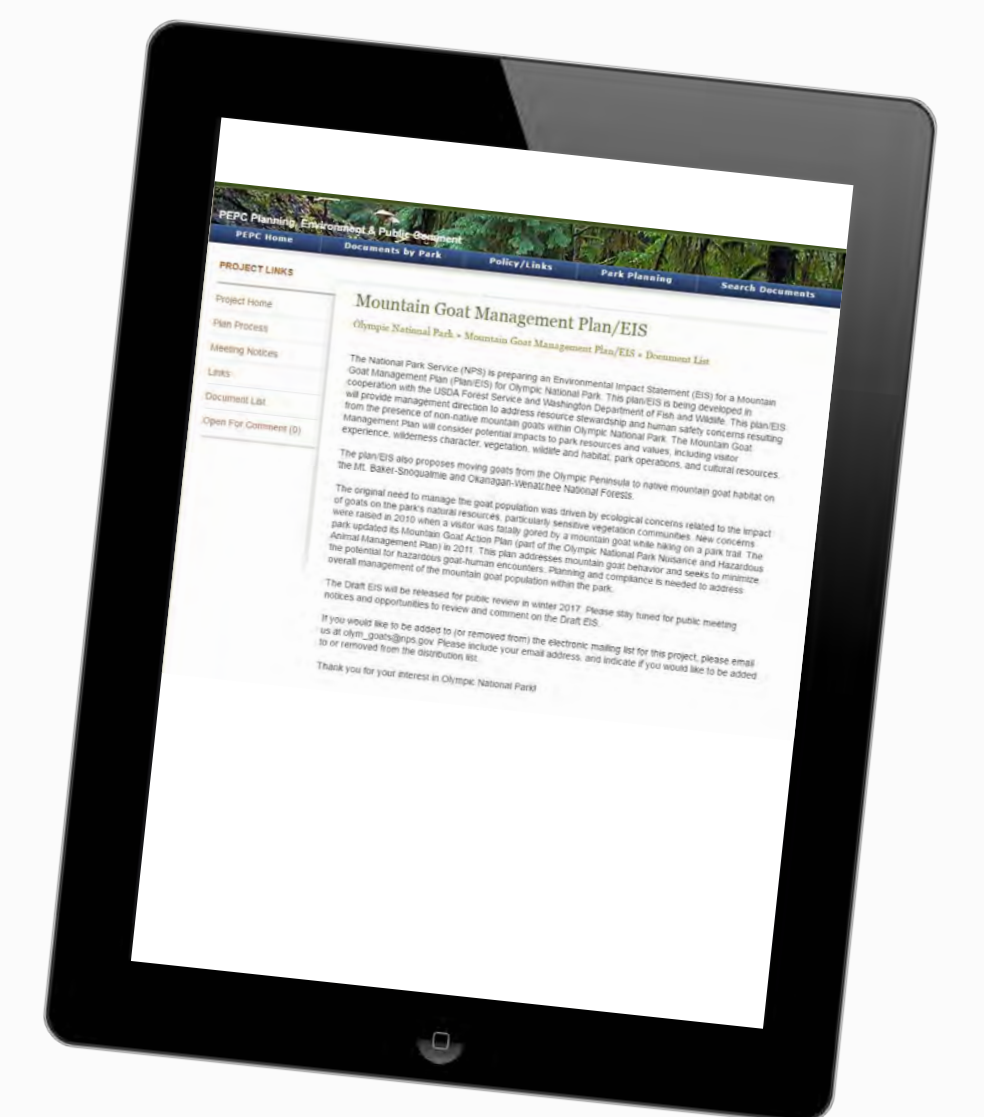 PEPC Planning, Environment & Public Comment
PEPC Home
Documents by Park
Policy/Links
Park Planning
Search Documents
PROJECT LINKS
Project Home
Plan Process
Meeting Notices
Links
Document List
Open For Comment (0)
Mountain Goat Management Plan/EIS
Olympic National Park » Mountain Goat Management Plan/EIS » Document List
The National Park Service (NPS) is preparing an Environmental Impact Statement (EIS) for a Mountain
Goat Management Plan (Plan/EIS) for Olympic National Park. This plan/EIS is being developed in
cooperation with the USDA Forest Service and Washington Department of Fish and Wildlife. This plan/EIS
will provide management direction to address resource stewardship and human safety concerns resulting
from the presence of non-native mountain goats within Olympic National Park. The Mountain Goat
Management Plan will consider potential impacts to park resources and values, including visitor
experience, wilderness character, vegetation, wildlife and habitat, park operations, and cultural resources.
The plan/EIS also proposes moving goats from the Olympic Peninsula to native mountain goat habitat on
the Mt. Baker-Snoqualmie and Okanagan-Wenatchee National Forests.
The original need to manage the goat population was driven by ecological concerns related to the impact
of goats on the park's natural resources, particularly sensitive vegetation communities. New concerns
were raised in 2010 when a visitor was fatally gored by a mountain goat while hiking on a park trail. The
park updated its Mountain Goat Action Plan (part of the Olympic National Park Nuisance and Hazardous
Animal Management Plan) in 2011. This plan addresses mountain goat behavior and seeks to minimize
the potential for hazardous goat-human encounters. Planning and compliance is needed to address
overall management of the mountain goat population within the park.
The Draft EIS will be released for public review in winter 2017. Please stay tuned for public meeting
notices and opportunities to review and comment on the Draft EIS.
If you would like to be added to (or removed from) the electronic mailing list for this project, please email
us at olym_goats@nps.gov. Please include your email address, and indicate if you would like to be added
to or removed from the distribution list.
Thank you for your interest in Olympic National Park!